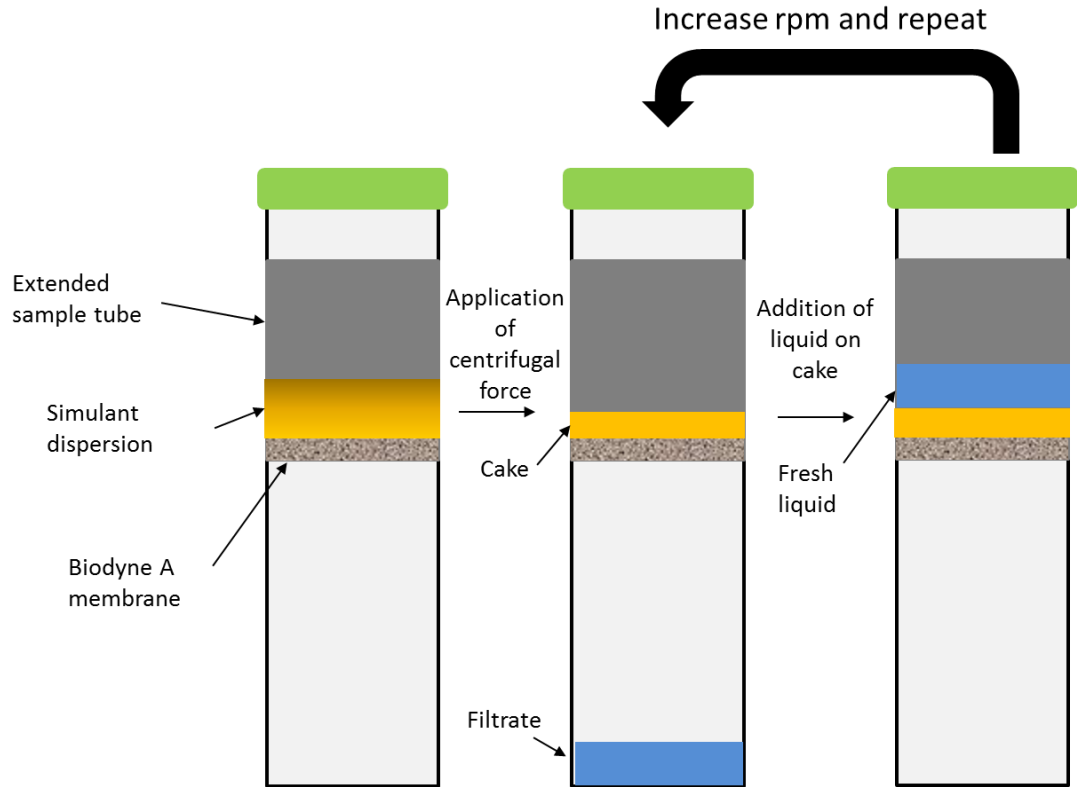 Increase rpm and repeat
Extended
sample tube
Simulant
dispersion
Biodyne A
membrane
Application
of
centrifugal
force
Cake
Filtrate
Addition of
liquid on
cake
Fresh
liquid